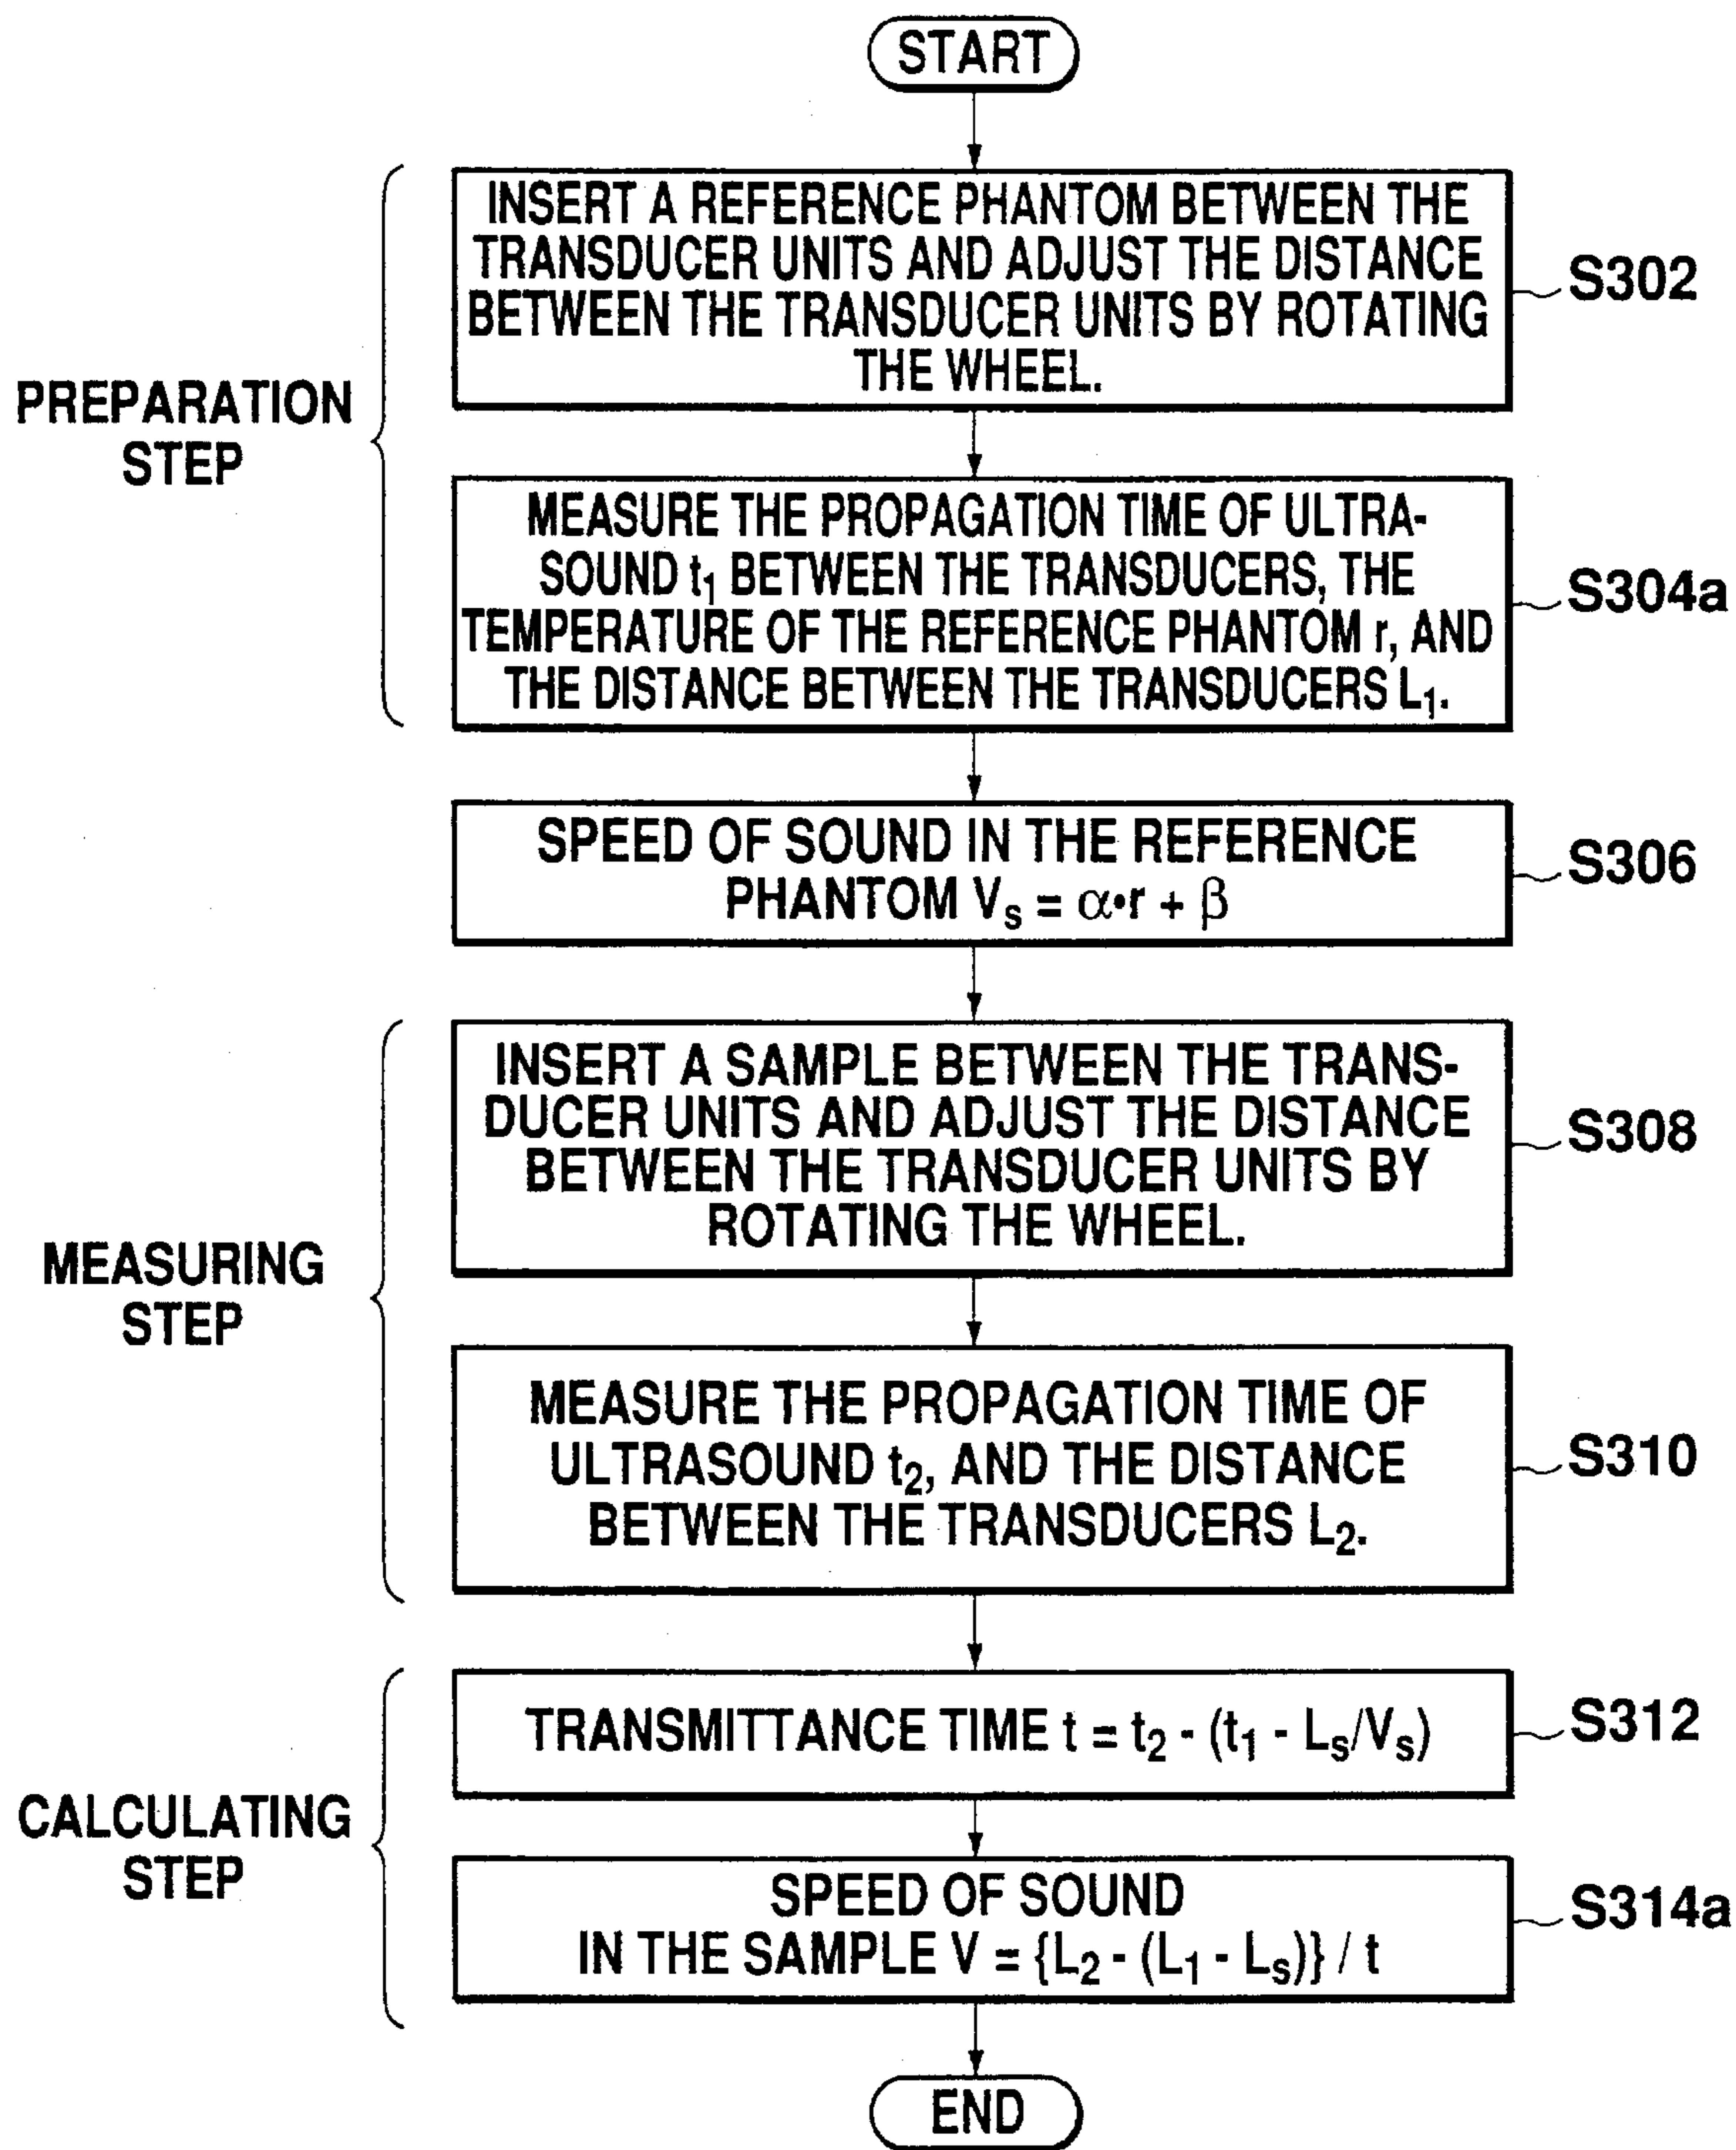 START
INSERT A REFERENCE PHANTOM BETWEEN THE
TRANSDUCER UNITS AND ADJUST THE DISTANCE
BETWEEN THE TRANSDUCER UNITS BY ROTATING
THE WHEEL.
S302
PREPARATION
STEP
MEASURE THE PROPAGATION TIME OF ULTRA-
SOUND t₁ BETWEEN THE TRANSDUCERS, THE
TEMPERATURE OF THE REFERENCE PHANTOM r, AND
THE DISTANCE BETWEEN THE TRANSDUCERS L₁.
S304a
SPEED OF SOUND IN THE REFERENCE
PHANTOM Vₛ = α•r + β
S306
INSERT A SAMPLE BETWEEN THE TRANS-
DUCER UNITS AND ADJUST THE DISTANCE
BETWEEN THE TRANSDUCER UNITS BY
ROTATING THE WHEEL.
S308
MEASURING
STEP
MEASURE THE PROPAGATION TIME OF
ULTRASOUND t₂, AND THE DISTANCE
BETWEEN THE TRANSDUCERS L₂.
S310
TRANSMITTANCE TIME t = t₂ - (t₁ - Lₛ/Vₛ)
S312
CALCULATING
STEP
SPEED OF SOUND
IN THE SAMPLE V = {L₂ - (L₁ - Lₛ)} / t
S314a
END